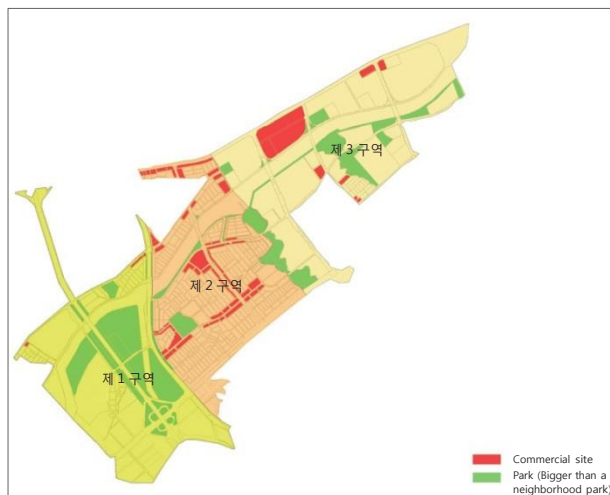 제 3 구역
제 2 구역
제 1 구역
Commercial site
Park (Bigger than a
neighborhood park)